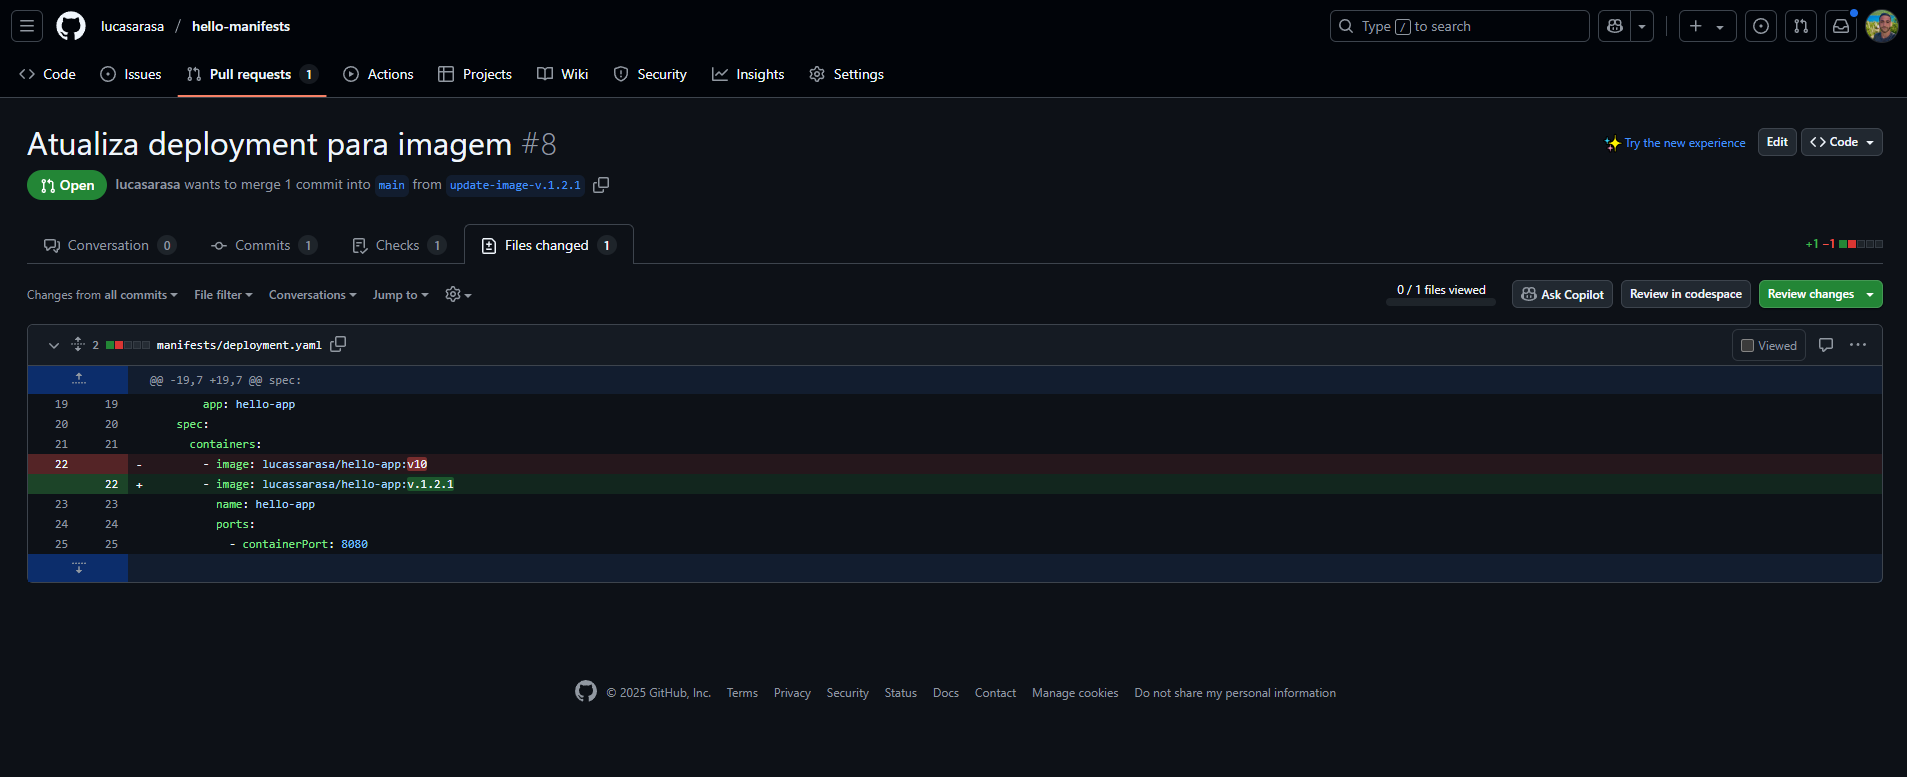 lucasarasa / hello-manifests
Type / to search
Code Issues Pull requests 1 Actions Projects Wiki Security Insights Settings
Atualiza deployment para imagem #8
Try the new experience Edit Code
Open lucasarasa wants to merge 1 commit into main from update-image-v.1.2.1
Conversation 0 Commits 1 Checks 1 Files changed 1
+1 −1
Changes from all commits File filter Conversations Jump to
0 / 1 files viewed Ask Copilot Review in codespace Review changes
2 manifests/deployment.yaml Viewed
@@ -19,7 +19,7 @@ spec:
19 19 app: hello-app
20 20 spec:
21 21 containers:
22 - - image: lucassarasa/hello-app:v10
22 + - image: lucassarasa/hello-app:v.1.2.1
23 23 name: hello-app
24 24 ports:
25 25 - containerPort: 8080
© 2025 GitHub, Inc. Terms Privacy Security Status Docs Contact Manage cookies Do not share my personal information